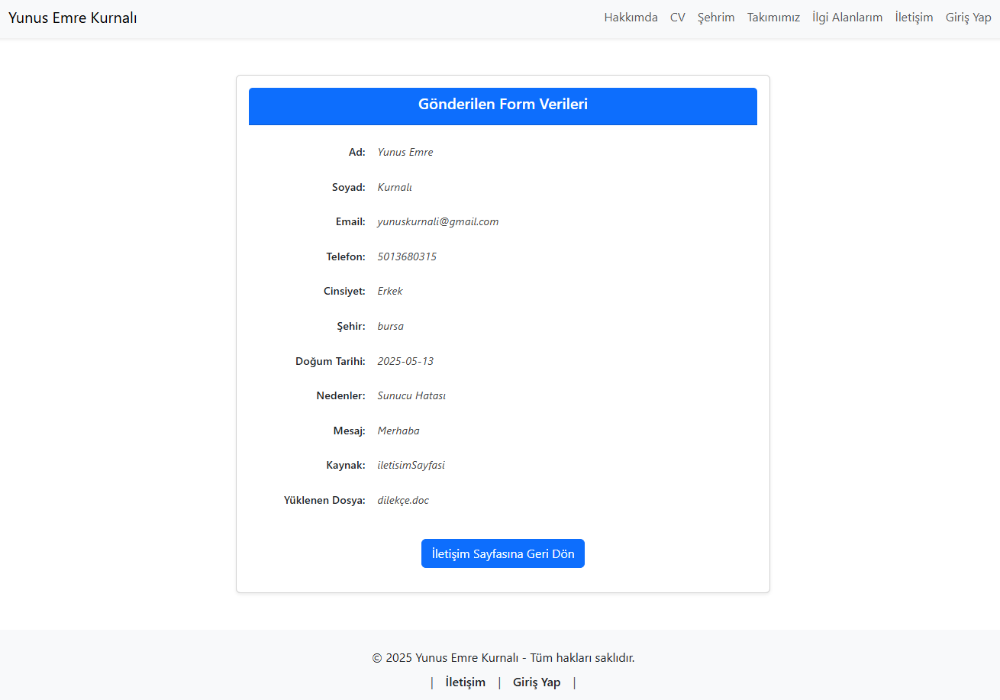 Yunus Emre Kurnalı
Hakkımda CV Şehrim Takımımız İlgi Alanlarım İletişim Giriş Yap
Gönderilen Form Verileri
Ad: Yunus Emre
Soyad: Kurnalı
Email: yunuskurnali@gmail.com
Telefon: 5013680315
Cinsiyet: Erkek
Şehir: bursa
Doğum Tarihi: 2025-05-13
Nedenler: Sunucu Hatası
Mesaj: Merhaba
Kaynak: iletisimSayfasi
Yüklenen Dosya: dilekçe.doc
İletişim Sayfasına Geri Dön
© 2025 Yunus Emre Kurnalı - Tüm hakları saklıdır.
| İletişim | Giriş Yap |